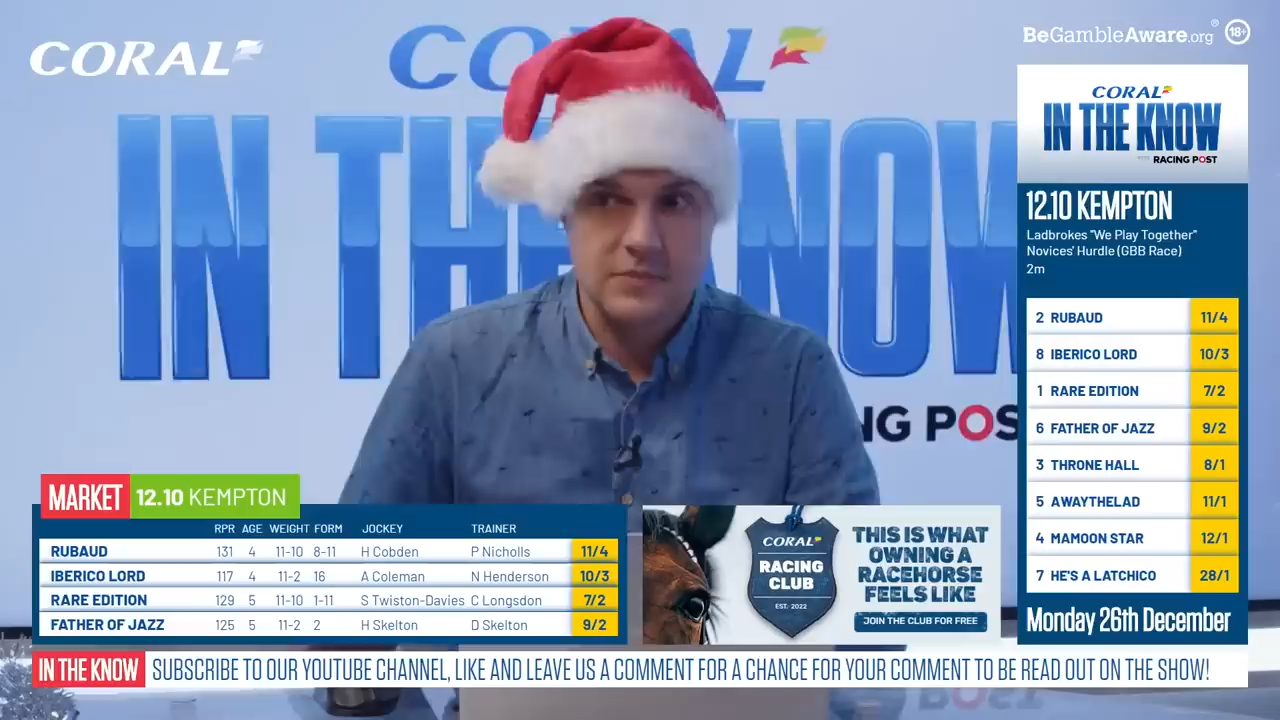 CORAL
CORAL
IN THE KNOW
RACING POST
BeGambleAware.org® 18+
CORAL
IN THE KNOW
WITH RACING POST
12.10 KEMPTON
Ladbrokes "We Play Together"
Novices' Hurdle (GBB Race)
2m
2 RUBAUD 11/4
8 IBERICO LORD 10/3
1 RARE EDITION 7/2
6 FATHER OF JAZZ 9/2
3 THRONE HALL 8/1
5 AWAYTHELAD 11/1
4 MAMOON STAR 12/1
7 HE'S A LATCHICO 28/1
Monday 26th December
MARKET 12.10 KEMPTON
RPR AGE WEIGHT FORM JOCKEY TRAINER
RUBAUD 131 4 11-10 8-11 H Cobden P Nicholls 11/4
IBERICO LORD 117 4 11-2 16 A Coleman N Henderson 10/3
RARE EDITION 129 5 11-10 1-11 S Twiston-Davies C Longsdon 7/2
FATHER OF JAZZ 125 5 11-2 2 H Skelton D Skelton 9/2
CORAL
RACING
CLUB
EST. 2022
THIS IS WHAT
OWNING A
RACEHORSE
FEELS LIKE
JOIN THE CLUB FOR FREE
IN THE KNOW SUBSCRIBE TO OUR YOUTUBE CHANNEL, LIKE AND LEAVE US A COMMENT FOR A CHANCE FOR YOUR COMMENT TO BE READ OUT ON THE SHOW!